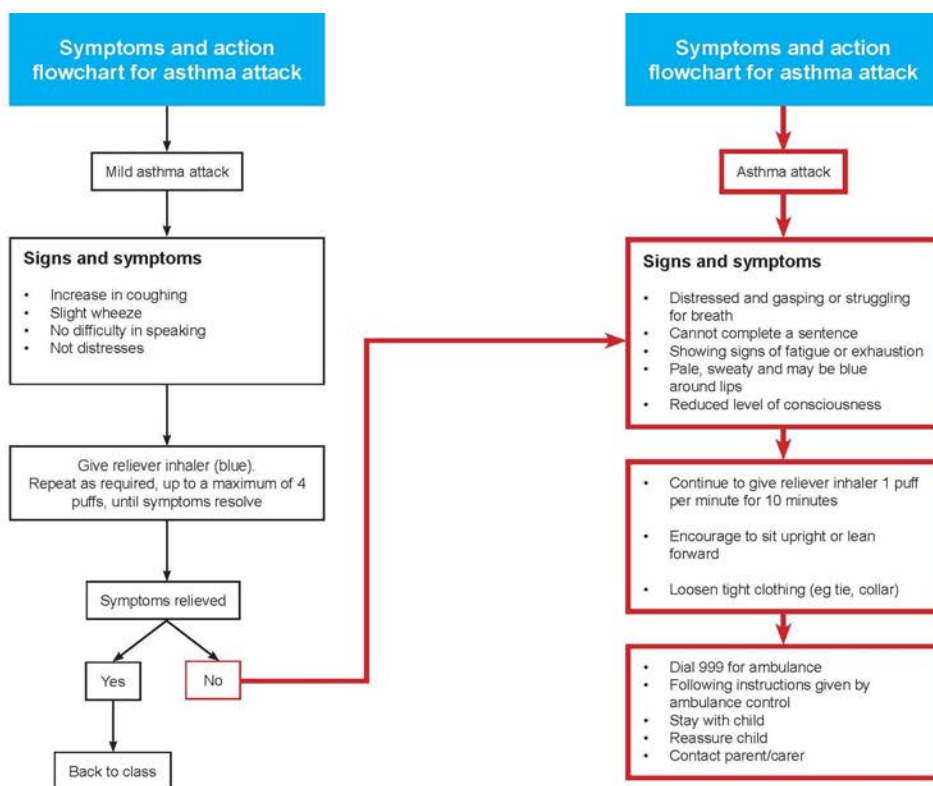 Symptoms and action
flowchart for asthma attack
Mild asthma attack
Signs and symptoms
• Increase in coughing
• Slight wheeze
• No difficulty in speaking
• Not distresses
Give reliever inhaler (blue).
Repeat as required, up to a maximum of 4
puffs, until symptoms resolve
Symptoms relieved
Yes
No
Back to class
Symptoms and action
flowchart for asthma attack
Asthma attack
Signs and symptoms
• Distressed and gasping or struggling
for breath
• Cannot complete a sentence
• Showing signs of fatigue or exhaustion
• Pale, sweaty and may be blue
around lips
• Reduced level of consciousness
• Continue to give reliever inhaler 1 puff
per minute for 10 minutes
• Encourage to sit upright or lean
forward
• Loosen tight clothing (eg tie, collar)
• Dial 999 for ambulance
• Following instructions given by
ambulance control
• Stay with child
• Reassure child
• Contact parent/carer